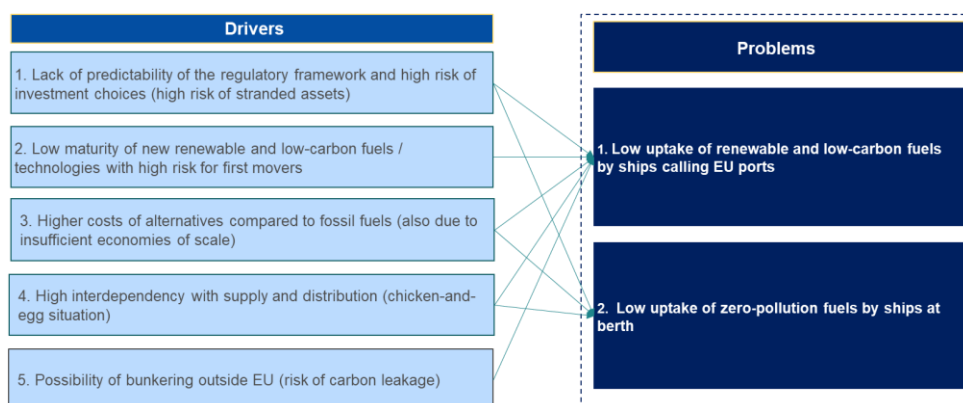 Drivers
1. Lack of predictability of the regulatory framework and high risk of
investment choices (high risk of stranded assets)
2. Low maturity of new renewable and low-carbon fuels /
technologies with high risk for first movers
3. Higher costs of alternatives compared to fossil fuels (also due to
insufficient economies of scale)
4. High interdependency with supply and distribution (chicken-and-
egg situation)
5. Possibility of bunkering outside EU (risk of carbon leakage)
Problems
1. Low uptake of renewable and low-carbon fuels
by ships calling EU ports
2. Low uptake of zero-pollution fuels by ships at
berth